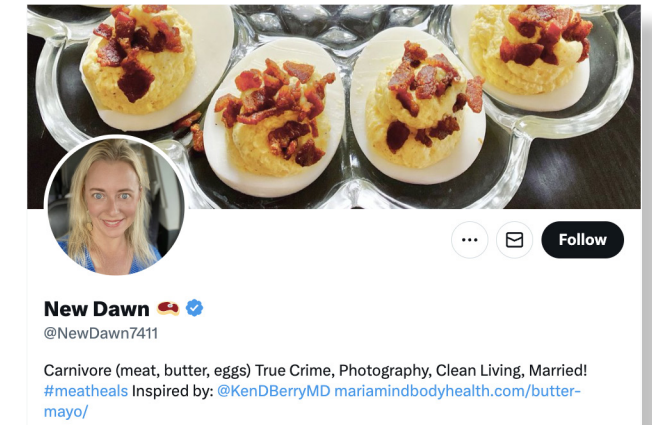 Follow
New Dawn
@NewDawn7411
Carnivore (meat, butter, eggs) True Crime, Photography, Clean Living, Married!
#meatheals Inspired by: @KenDBerryMD mariamindbodyhealth.com/butter-
mayo/